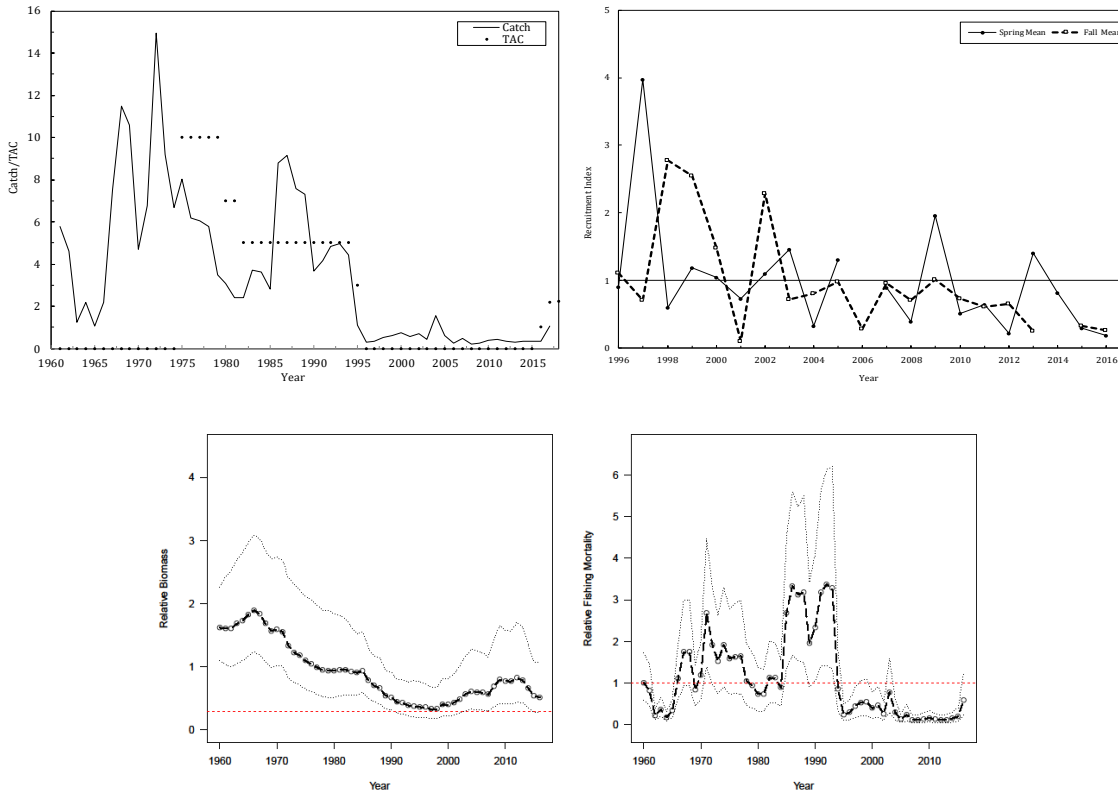 Catch
TAC
16
14
12
10
8
6
4
2
0
Catch/TAC
1960 1965 1970 1975 1980 1985 1990 1995 2000 2005 2010 2015
Year
Spring Mean Fall Mean
5
4
3
2
1
0
Recruitment Index
1996 1998 2000 2002 2004 2006 2008 2010 2012 2014 2016
Year
4
3
2
1
0
Relative Biomass
1960 1970 1980 1990 2000 2010
Year
6
5
4
3
2
1
0
Relative Fishing Mortality
1960 1970 1980 1990 2000 2010
Year